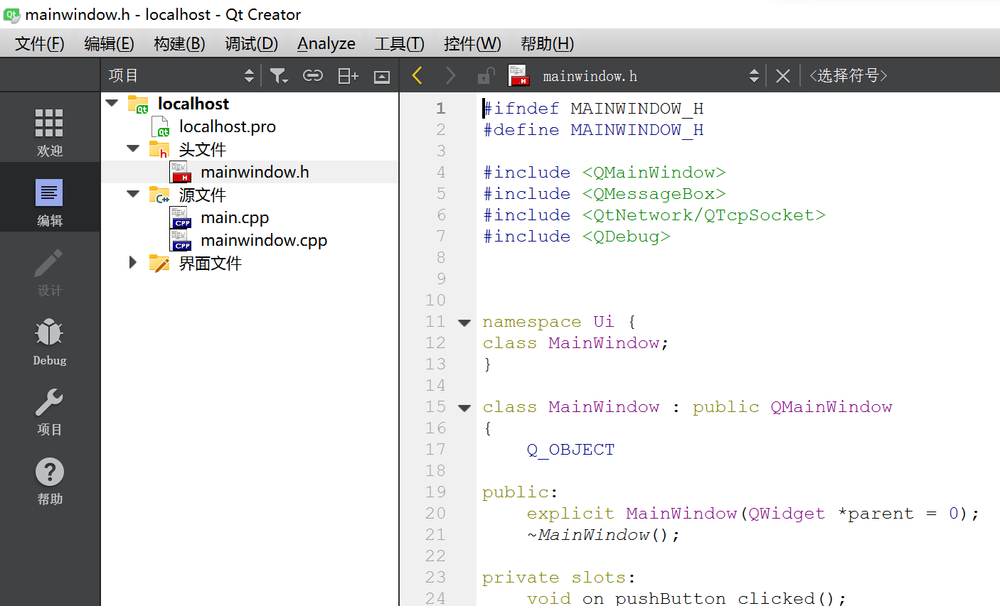 mainwindow.h - localhost - Qt Creator
文件(F) 编辑(E) 构建(B) 调试(D) Analyze 工具(T) 控件(W) 帮助(H)
项目
mainwindow.h
<选择符号>
欢迎
编辑
设计
Debug
项目
帮助
localhost
localhost.pro
头文件
mainwindow.h
源文件
main.cpp
mainwindow.cpp
界面文件
1 #ifndef MAINWINDOW_H
2 #define MAINWINDOW_H
3
4 #include <QMainWindow>
5 #include <QMessageBox>
6 #include <QtNetwork/QTcpSocket>
7 #include <QDebug>
8
9
10
11 namespace Ui {
12 class MainWindow;
13 }
14
15 class MainWindow : public QMainWindow
16 {
17     Q_OBJECT
18
19 public:
20     explicit MainWindow(QWidget *parent = 0);
21     ~MainWindow();
22
23 private slots:
24     void on_pushButton_clicked();